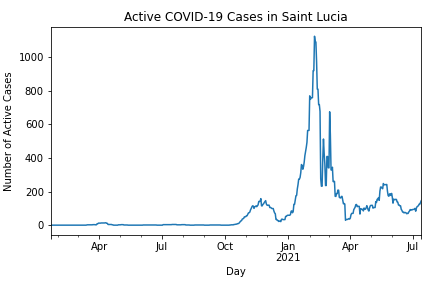 Active COVID-19 Cases in Saint Lucia
Number of Active Cases
1000
800
600
400
200
0
Apr
Jul
Oct
Jan
2021
Apr
Jul
Day